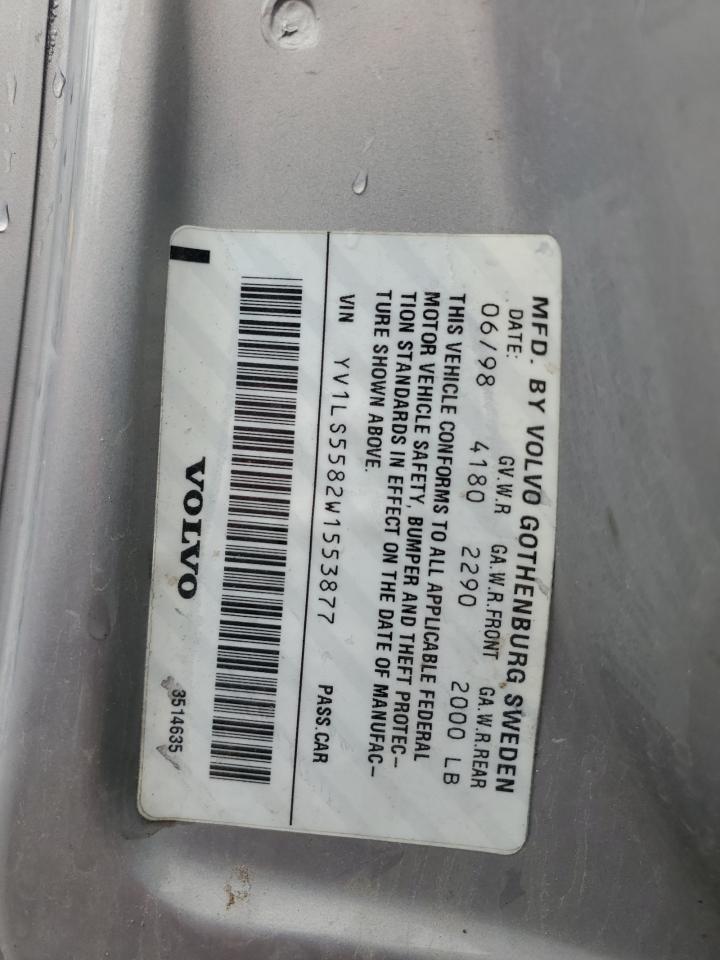 MFD. BY VOLVO GOTHENBURG SWEDEN
DATE: GV.W.R GA.W.R.FRONT GA.W.R.REAR
06/98 4180 2290 2000 LB
THIS VEHICLE CONFORMS TO ALL APPLICABLE FEDERAL
MOTOR VEHICLE SAFETY, BUMPER AND THEFT PROTEC-
TION STANDARDS IN EFFECT ON THE DATE OF MANUFAC-
TURE SHOWN ABOVE.
VIN YV1LS5582W1553877 PASS.CAR
VOLVO
3514635